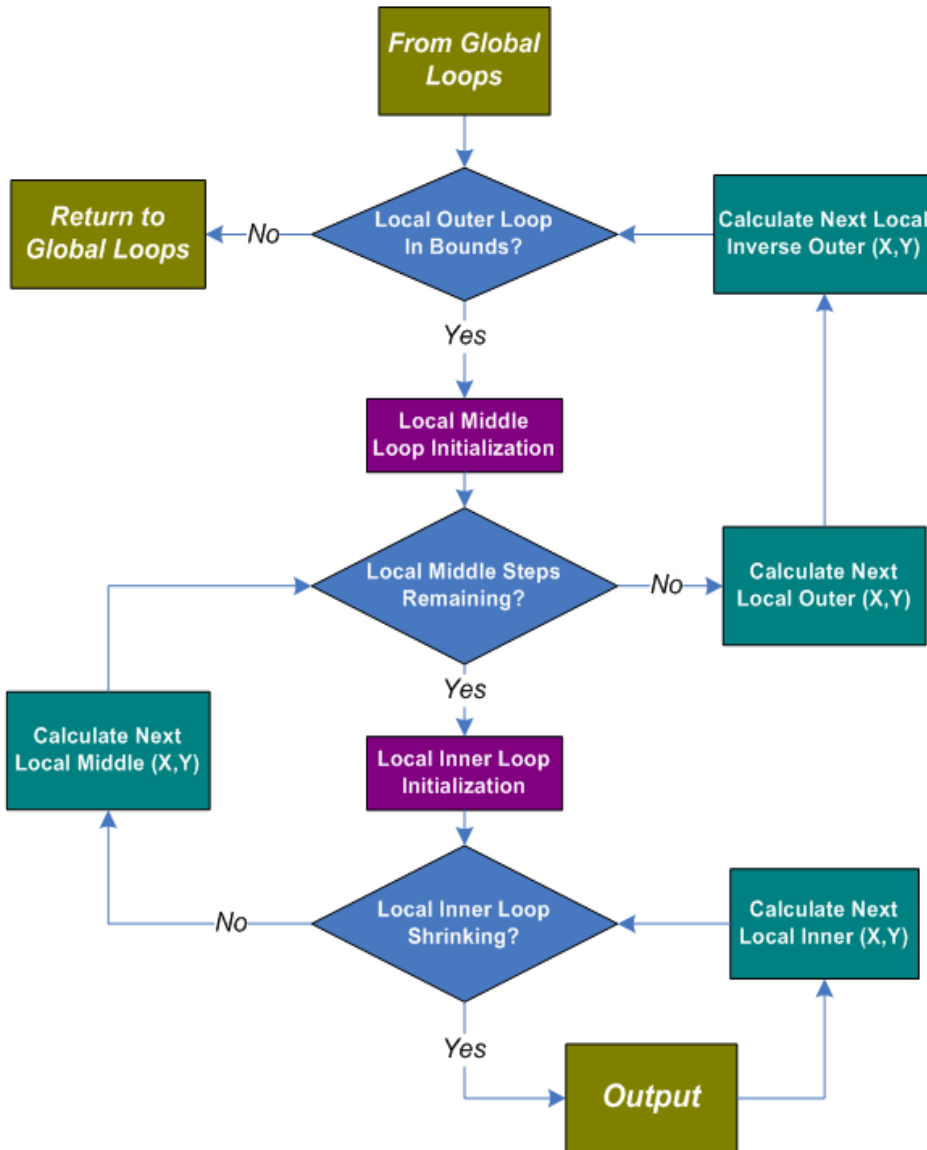 From Global
Loops
Return to
Global Loops
No
Local Outer Loop
In Bounds?
Calculate Next Local
Inverse Outer (X,Y)
Yes
Local Middle
Loop Initialization
Local Middle Steps
Remaining?
No
Calculate Next
Local Outer (X,Y)
Yes
Calculate Next
Local Middle (X,Y)
Local Inner Loop
Initialization
No
Local Inner Loop
Shrinking?
Calculate Next
Local Inner (X,Y)
Yes
Output